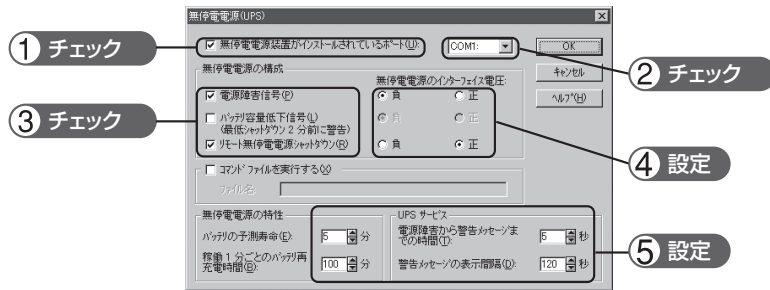 無停電電源(UPS)
① チェック
無停電電源装置がインストールされているポート(U):
COM1:
OK
② チェック
無停電電源の構成
無停電電源のインターフェイス電圧:
キャンセル
ヘルプ(H)
③ チェック
電源障害信号(P)
負
正
バッテリ容量低下信号(L)
(最低シャットダウン 2 分前に警告)
負
正
リモート無停電電源シャットダウン(R)
負
正
④ 設定
コマンド ファイルを実行する(X)
ファイル名:
無停電電源の特性
UPS サービス
バッテリの予測寿命(E):
5
分
電源障害から警告メッセージま
での時間(T):
5
秒
⑤ 設定
稼働 1 分ごとのバッテリ再
充電時間(B):
100
分
警告メッセージの表示間隔(D):
120
秒